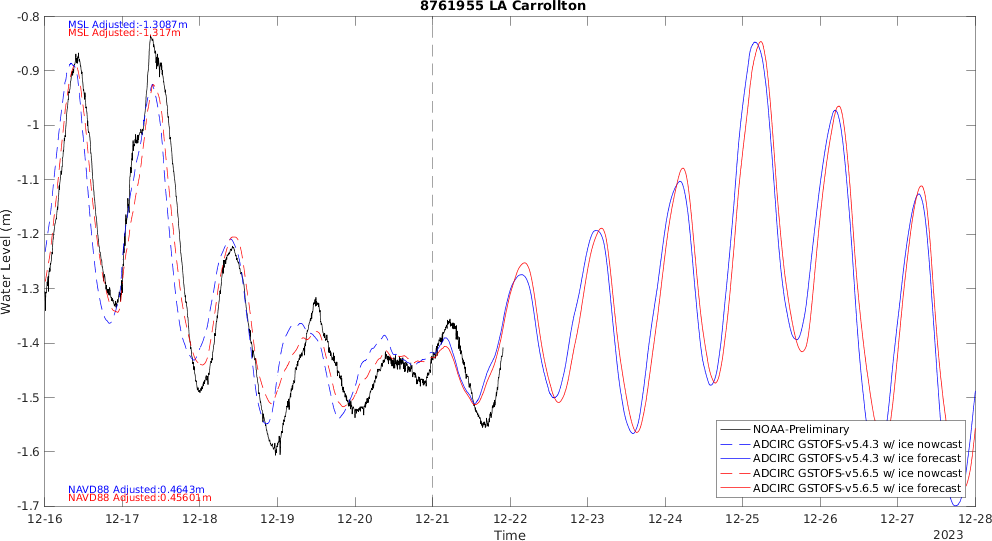 8761955 LA Carrollton
-0.8
MSL Adjusted:-1.3087m
MSL Adjusted:-1.317m
-0.9
-1
-1.1
-1.2
-1.3
-1.4
-1.5
-1.6
-1.7
Water Level (m)
NOAA-Preliminary
ADCIRC GSTOFS-v5.4.3 w/ ice nowcast
ADCIRC GSTOFS-v5.4.3 w/ ice forecast
ADCIRC GSTOFS-v5.6.5 w/ ice nowcast
ADCIRC GSTOFS-v5.6.5 w/ ice forecast
NAVD88 Adjusted:0.4643m
NAVD88 Adjusted:0.45601m
12-16 12-17 12-18 12-19 12-20 12-21 12-22 12-23 12-24 12-25 12-26 12-27 12-28
Time
2023